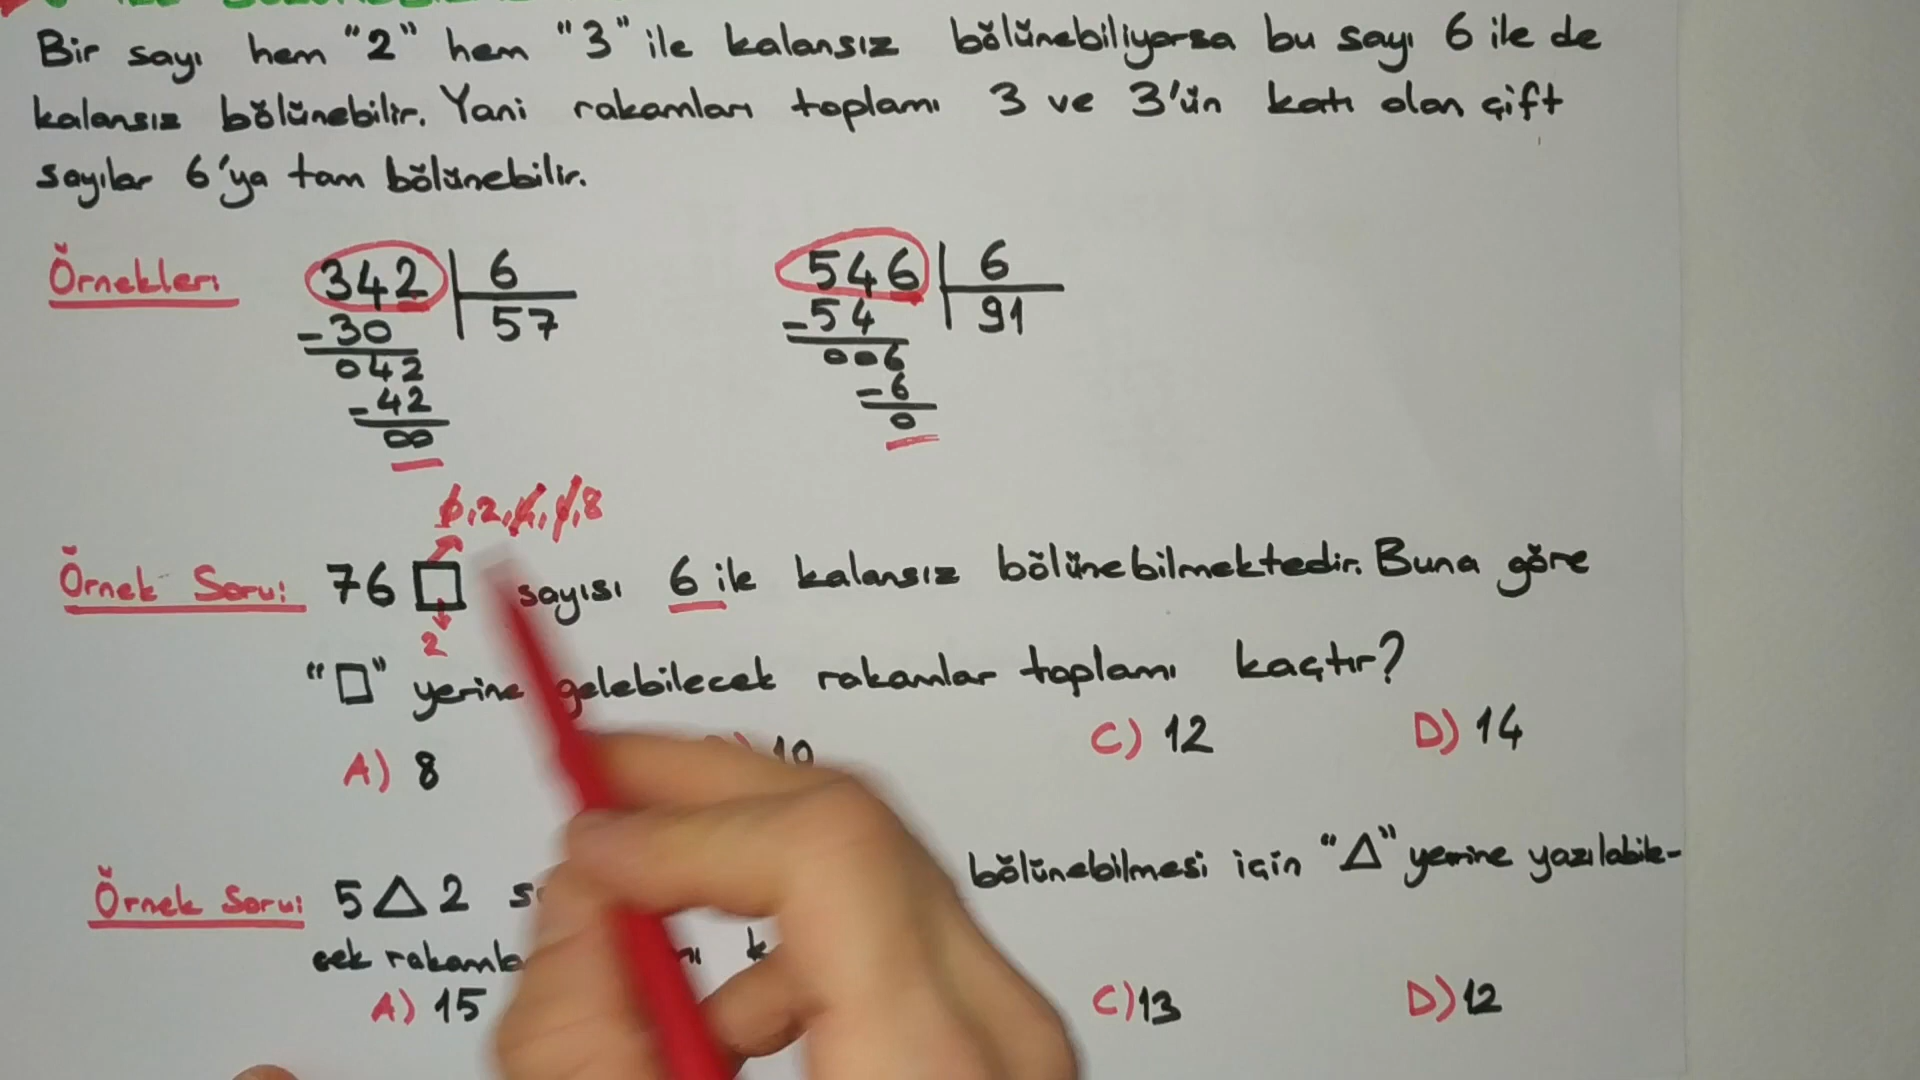 Bir sayı hem "2" hem "3" ile kalansız bölünebiliyorsa bu sayı 6 ile de
kalansız bölünebilir. Yani rakamları toplamı 3 ve 3'ün katı olan çift
sayılar 6'ya tam bölünebilir.
Örnekler:
342 6
-30 57
042
-42
00
546 6
-54 91
006
-6
0
2, 8
Örnek Soru: 76□ sayısı 6 ile kalansız bölünebilmektedir. Buna göre
2
"□" yerine gelebilecek rakamlar toplamı kaçtır?
A) 8 10 C) 12 D) 14
Örnek Soru: 5△2 bölünebilmesi için "△" yerine yazılabile-
cek
A) 15 C) 13 D) 12